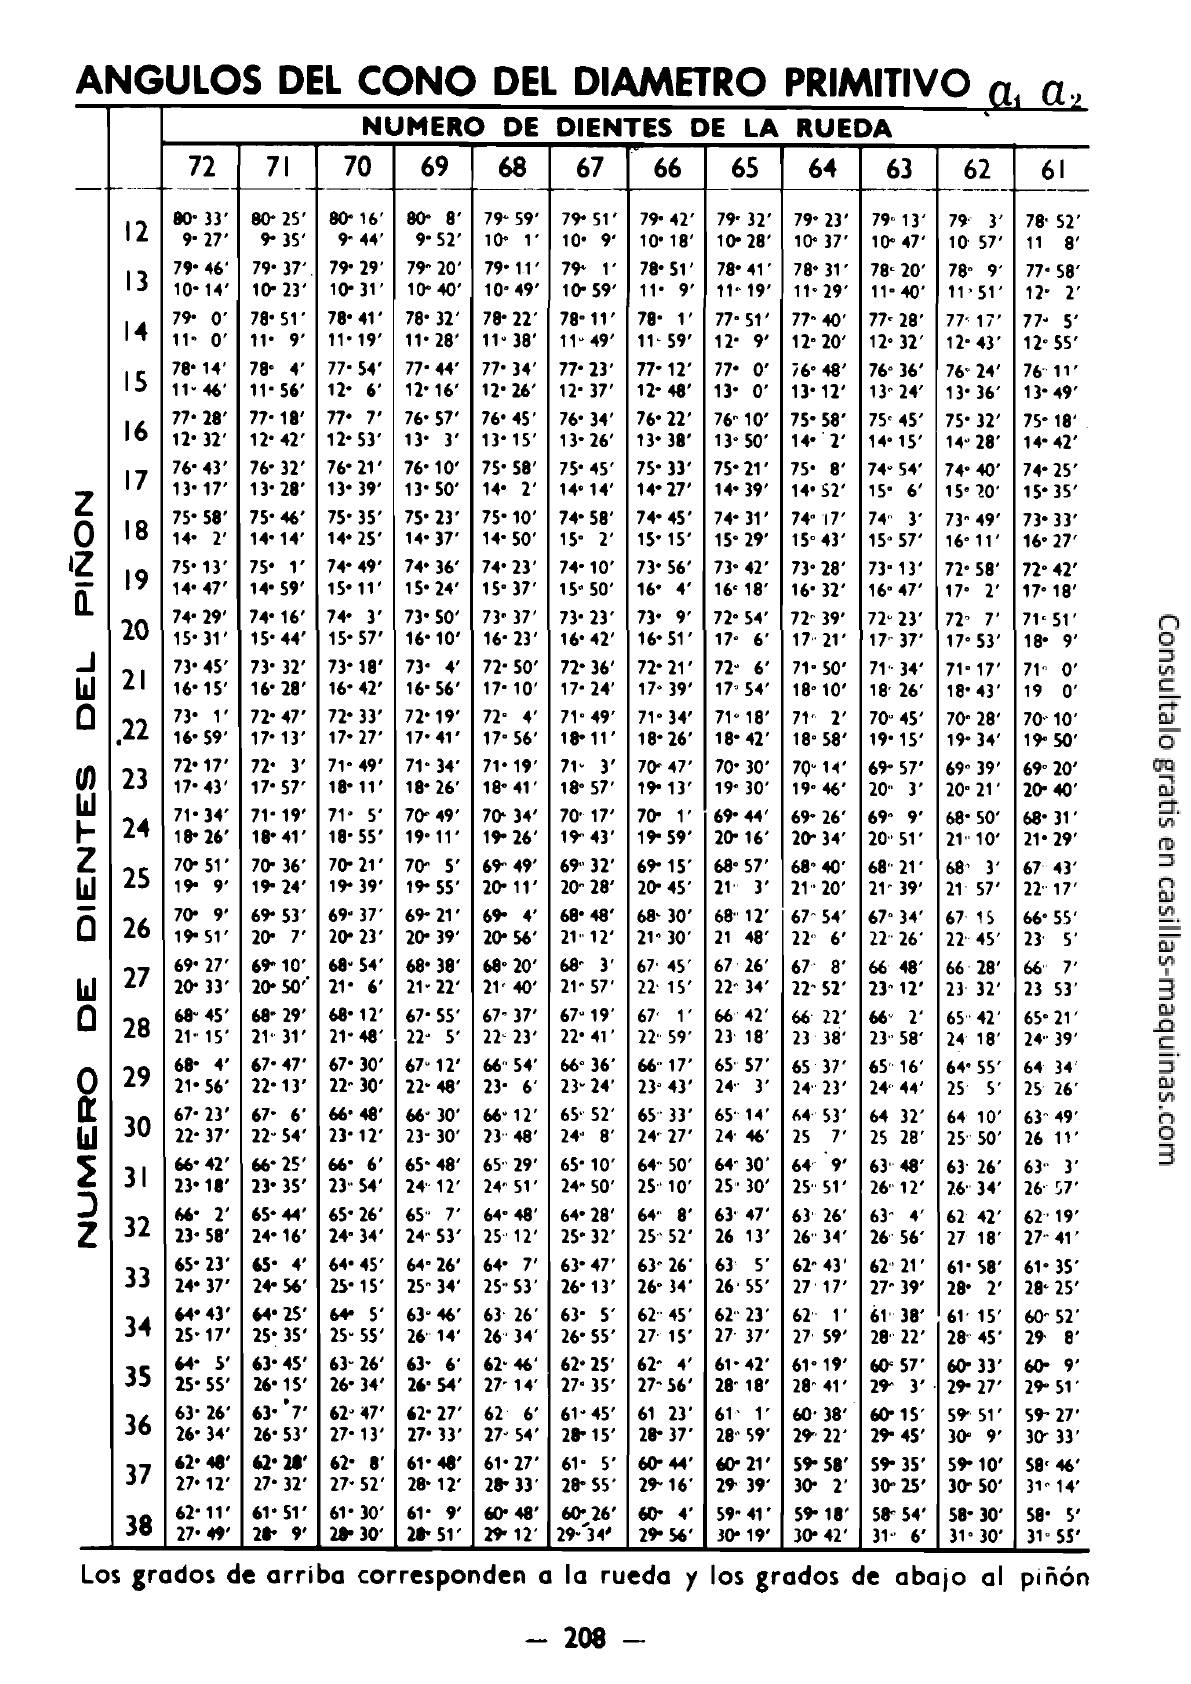 ANGULOS DEL CONO DEL DIAMETRO PRIMITIVO a₁ a₂
NUMERO DE DIENTES DE LA RUEDA
72 71 70 69 68 67 66 65 64 63 62 61
NUMERO DE DIENTES DEL PIÑON
12 80° 33′ 80° 25′ 80° 16′ 80° 8′ 79° 59′ 79° 51′ 79° 42′ 79° 32′ 79° 23′ 79° 13′ 79° 3′ 78° 52′
9° 27′ 9° 35′ 9° 44′ 9° 52′ 10° 1′ 10° 9′ 10° 18′ 10° 28′ 10° 37′ 10° 47′ 10° 57′ 11 8′
13 79° 46′ 79° 37′ 79° 29′ 79° 20′ 79° 11′ 79° 1′ 78° 51′ 78° 41′ 78° 31′ 78° 20′ 78° 9′ 77° 58′
10° 14′ 10° 23′ 10° 31′ 10° 40′ 10° 49′ 10° 59′ 11° 9′ 11° 19′ 11° 29′ 11° 40′ 11° 51′ 12° 2′
14 79° 0′ 78° 51′ 78° 41′ 78° 32′ 78° 22′ 78° 11′ 78° 1′ 77° 51′ 77° 40′ 77° 28′ 77° 17′ 77° 5′
11° 0′ 11° 9′ 11° 19′ 11° 28′ 11° 38′ 11° 49′ 11° 59′ 12° 9′ 12° 20′ 12° 32′ 12° 43′ 12° 55′
15 78° 14′ 78° 4′ 77° 54′ 77° 44′ 77° 34′ 77° 23′ 77° 12′ 77° 0′ 76° 48′ 76° 36′ 76° 24′ 76° 11′
11° 46′ 11° 56′ 12° 6′ 12° 16′ 12° 26′ 12° 37′ 12° 48′ 13° 0′ 13° 12′ 13° 24′ 13° 36′ 13° 49′
16 77° 28′ 77° 18′ 77° 7′ 76° 57′ 76° 45′ 76° 34′ 76° 22′ 76° 10′ 75° 58′ 75° 45′ 75° 32′ 75° 18′
12° 32′ 12° 42′ 12° 53′ 13° 3′ 13° 15′ 13° 26′ 13° 38′ 13° 50′ 14° 2′ 14° 15′ 14° 28′ 14° 42′
17 76° 43′ 76° 32′ 76° 21′ 76° 10′ 75° 58′ 75° 45′ 75° 33′ 75° 21′ 75° 8′ 74° 54′ 74° 40′ 74° 25′
13° 17′ 13° 28′ 13° 39′ 13° 50′ 14° 2′ 14° 14′ 14° 27′ 14° 39′ 14° 52′ 15° 6′ 15° 20′ 15° 35′
18 75° 58′ 75° 46′ 75° 35′ 75° 23′ 75° 10′ 74° 58′ 74° 45′ 74° 31′ 74° 17′ 74° 3′ 73° 49′ 73° 33′
14° 2′ 14° 14′ 14° 25′ 14° 37′ 14° 50′ 15° 2′ 15° 15′ 15° 29′ 15° 43′ 15° 57′ 16° 11′ 16° 27′
19 75° 13′ 75° 1′ 74° 49′ 74° 36′ 74° 23′ 74° 10′ 73° 56′ 73° 42′ 73° 28′ 73° 13′ 72° 58′ 72° 42′
14° 47′ 14° 59′ 15° 11′ 15° 24′ 15° 37′ 15° 50′ 16° 4′ 16° 18′ 16° 32′ 16° 47′ 17° 2′ 17° 18′
20 74° 29′ 74° 16′ 74° 3′ 73° 50′ 73° 37′ 73° 23′ 73° 9′ 72° 54′ 72° 39′ 72° 23′ 72° 7′ 71° 51′
15° 31′ 15° 44′ 15° 57′ 16° 10′ 16° 23′ 16° 42′ 16° 51′ 17° 6′ 17° 21′ 17° 37′ 17° 53′ 18° 9′
21 73° 45′ 73° 32′ 73° 18′ 73° 4′ 72° 50′ 72° 36′ 72° 21′ 72° 6′ 71° 50′ 71° 34′ 71° 17′ 71° 0′
16° 15′ 16° 28′ 16° 42′ 16° 56′ 17° 10′ 17° 24′ 17° 39′ 17° 54′ 18° 10′ 18° 26′ 18° 43′ 19 0′
22 73° 1′ 72° 47′ 72° 33′ 72° 19′ 72° 4′ 71° 49′ 71° 34′ 71° 18′ 71° 2′ 70° 45′ 70° 28′ 70° 10′
16° 59′ 17° 13′ 17° 27′ 17° 41′ 17° 56′ 18° 11′ 18° 26′ 18° 42′ 18° 58′ 19° 15′ 19° 34′ 19° 50′
23 72° 17′ 72° 3′ 71° 49′ 71° 34′ 71° 19′ 71° 3′ 70° 47′ 70° 30′ 70° 14′ 69° 57′ 69° 39′ 69° 20′
17° 43′ 17° 57′ 18° 11′ 18° 26′ 18° 41′ 18° 57′ 19° 13′ 19° 30′ 19° 46′ 20° 3′ 20° 21′ 20° 40′
24 71° 34′ 71° 19′ 71° 5′ 70° 49′ 70° 34′ 70° 17′ 70° 1′ 69° 44′ 69° 26′ 69° 9′ 68° 50′ 68° 31′
18° 26′ 18° 41′ 18° 55′ 19° 11′ 19° 26′ 19° 43′ 19° 59′ 20° 16′ 20° 34′ 20° 51′ 21° 10′ 21° 29′
25 70° 51′ 70° 36′ 70° 21′ 70° 5′ 69° 49′ 69° 32′ 69° 15′ 68° 57′ 68° 40′ 68° 21′ 68° 3′ 67 43′
19° 9′ 19° 24′ 19° 39′ 19° 55′ 20° 11′ 20° 28′ 20° 45′ 21° 3′ 21° 20′ 21° 39′ 21 57′ 22° 17′
26 70° 9′ 69° 53′ 69° 37′ 69° 21′ 69° 4′ 68° 48′ 68° 30′ 68° 12′ 67° 54′ 67° 34′ 67 15 66° 55′
19° 51′ 20° 7′ 20° 23′ 20° 39′ 20° 56′ 21° 12′ 21° 30′ 21 48′ 22° 6′ 22° 26′ 22° 45′ 23° 5′
27 69° 27′ 69° 10′ 68° 54′ 68° 38′ 68° 20′ 68° 3′ 67° 45′ 67 26′ 67° 8′ 66 48′ 66 28′ 66° 7′
20° 33′ 20° 50′ 21° 6′ 21° 22′ 21° 40′ 21° 57′ 22° 15′ 22° 34′ 22° 52′ 23° 12′ 23 32′ 23 53′
28 68° 45′ 68° 29′ 68° 12′ 67° 55′ 67° 37′ 67° 19′ 67° 1′ 66 42′ 66 22′ 66° 2′ 65° 42′ 65° 21′
21° 15′ 21° 31′ 21° 48′ 22° 5′ 22° 23′ 22° 41′ 22° 59′ 23 18′ 23 38′ 23° 58′ 24 18′ 24° 39′
29 68° 4′ 67° 47′ 67° 30′ 67° 12′ 66° 54′ 66° 36′ 66° 17′ 65° 57′ 65 37′ 65° 16′ 64° 55′ 64 34′
21° 56′ 22° 13′ 22° 30′ 22° 48′ 23° 6′ 23° 24′ 23° 43′ 24° 3′ 24° 23′ 24° 44′ 25 5′ 25 26′
30 67° 23′ 67° 6′ 66° 48′ 66° 30′ 66° 12′ 65° 52′ 65° 33′ 65° 14′ 64 53′ 64 32′ 64 10′ 63° 49′
22° 37′ 22° 54′ 23° 12′ 23° 30′ 23° 48′ 24° 8′ 24° 27′ 24° 46′ 25 7′ 25 28′ 25° 50′ 26 11′
31 66° 42′ 66° 25′ 66° 6′ 65° 48′ 65° 29′ 65° 10′ 64° 50′ 64° 30′ 64° 9′ 63° 48′ 63° 26′ 63° 3′
23° 18′ 23° 35′ 23° 54′ 24° 12′ 24° 51′ 24° 50′ 25° 10′ 25° 30′ 25° 51′ 26° 12′ 26° 34′ 26° 57′
32 66° 2′ 65° 44′ 65° 26′ 65° 7′ 64° 48′ 64° 28′ 64° 8′ 63° 47′ 63° 26′ 63° 4′ 62 42′ 62° 19′
23° 58′ 24° 16′ 24° 34′ 24° 53′ 25° 12′ 25° 32′ 25° 52′ 26 13′ 26° 34′ 26° 56′ 27 18′ 27° 41′
33 65° 23′ 65° 4′ 64° 45′ 64° 26′ 64° 7′ 63° 47′ 63° 26′ 63 5′ 62° 43′ 62° 21′ 61° 58′ 61° 35′
24° 37′ 24° 56′ 25° 15′ 25° 34′ 25° 53′ 26° 13′ 26° 34′ 26° 55′ 27 17′ 27° 39′ 28° 2′ 28° 25′
34 64° 43′ 64° 25′ 64° 5′ 63° 46′ 63° 26′ 63° 5′ 62° 45′ 62° 23′ 62° 1′ 61° 38′ 61° 15′ 60° 52′
25° 17′ 25° 35′ 25° 55′ 26° 14′ 26° 34′ 26° 55′ 27° 15′ 27° 37′ 27° 59′ 28° 22′ 28° 45′ 29° 8′
35 64° 5′ 63° 45′ 63° 26′ 63° 6′ 62° 46′ 62° 25′ 62° 4′ 61° 42′ 61° 19′ 60° 57′ 60° 33′ 60° 9′
25° 55′ 26° 15′ 26° 34′ 26° 54′ 27° 14′ 27° 35′ 27° 56′ 28° 18′ 28° 41′ 29° 3′ 29° 27′ 29° 51′
36 63° 26′ 63° 7′ 62° 47′ 62° 27′ 62 6′ 61° 45′ 61 23′ 61° 1′ 60° 38′ 60° 15′ 59° 51′ 59° 27′
26° 34′ 26° 53′ 27° 13′ 27° 33′ 27° 54′ 28° 15′ 28° 37′ 28° 59′ 29° 22′ 29° 45′ 30° 9′ 30° 33′
37 62° 48′ 62° 28′ 62° 8′ 61° 48′ 61° 27′ 61° 5′ 60° 44′ 60° 21′ 59° 58′ 59° 35′ 59° 10′ 58° 46′
27° 12′ 27° 32′ 27° 52′ 28° 12′ 28° 33′ 28° 55′ 29° 16′ 29° 39′ 30° 2′ 30° 25′ 30° 50′ 31° 14′
38 62° 11′ 61° 51′ 61° 30′ 61° 9′ 60° 48′ 60° 26′ 60° 4′ 59° 41′ 59° 18′ 58° 54′ 58° 30′ 58° 5′
27° 49′ 28° 9′ 28° 30′ 28° 51′ 29° 12′ 29° 34′ 29° 56′ 30° 19′ 30° 42′ 31° 6′ 31° 30′ 31° 55′
Los grados de arriba corresponden a la rueda y los grados de abajo al piñón
— 208 —
Consultalo gratis en casillas-maquinas.com